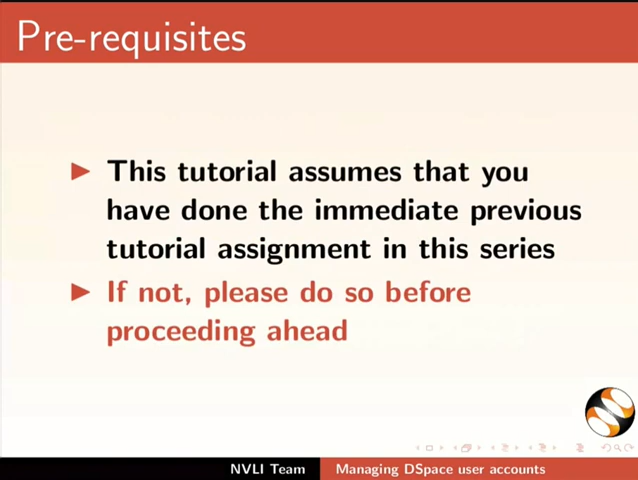 Pre-requisites
This tutorial assumes that you
have done the immediate previous
tutorial assignment in this series
If not, please do so before
proceeding ahead
NVLI Team
Managing DSpace user accounts